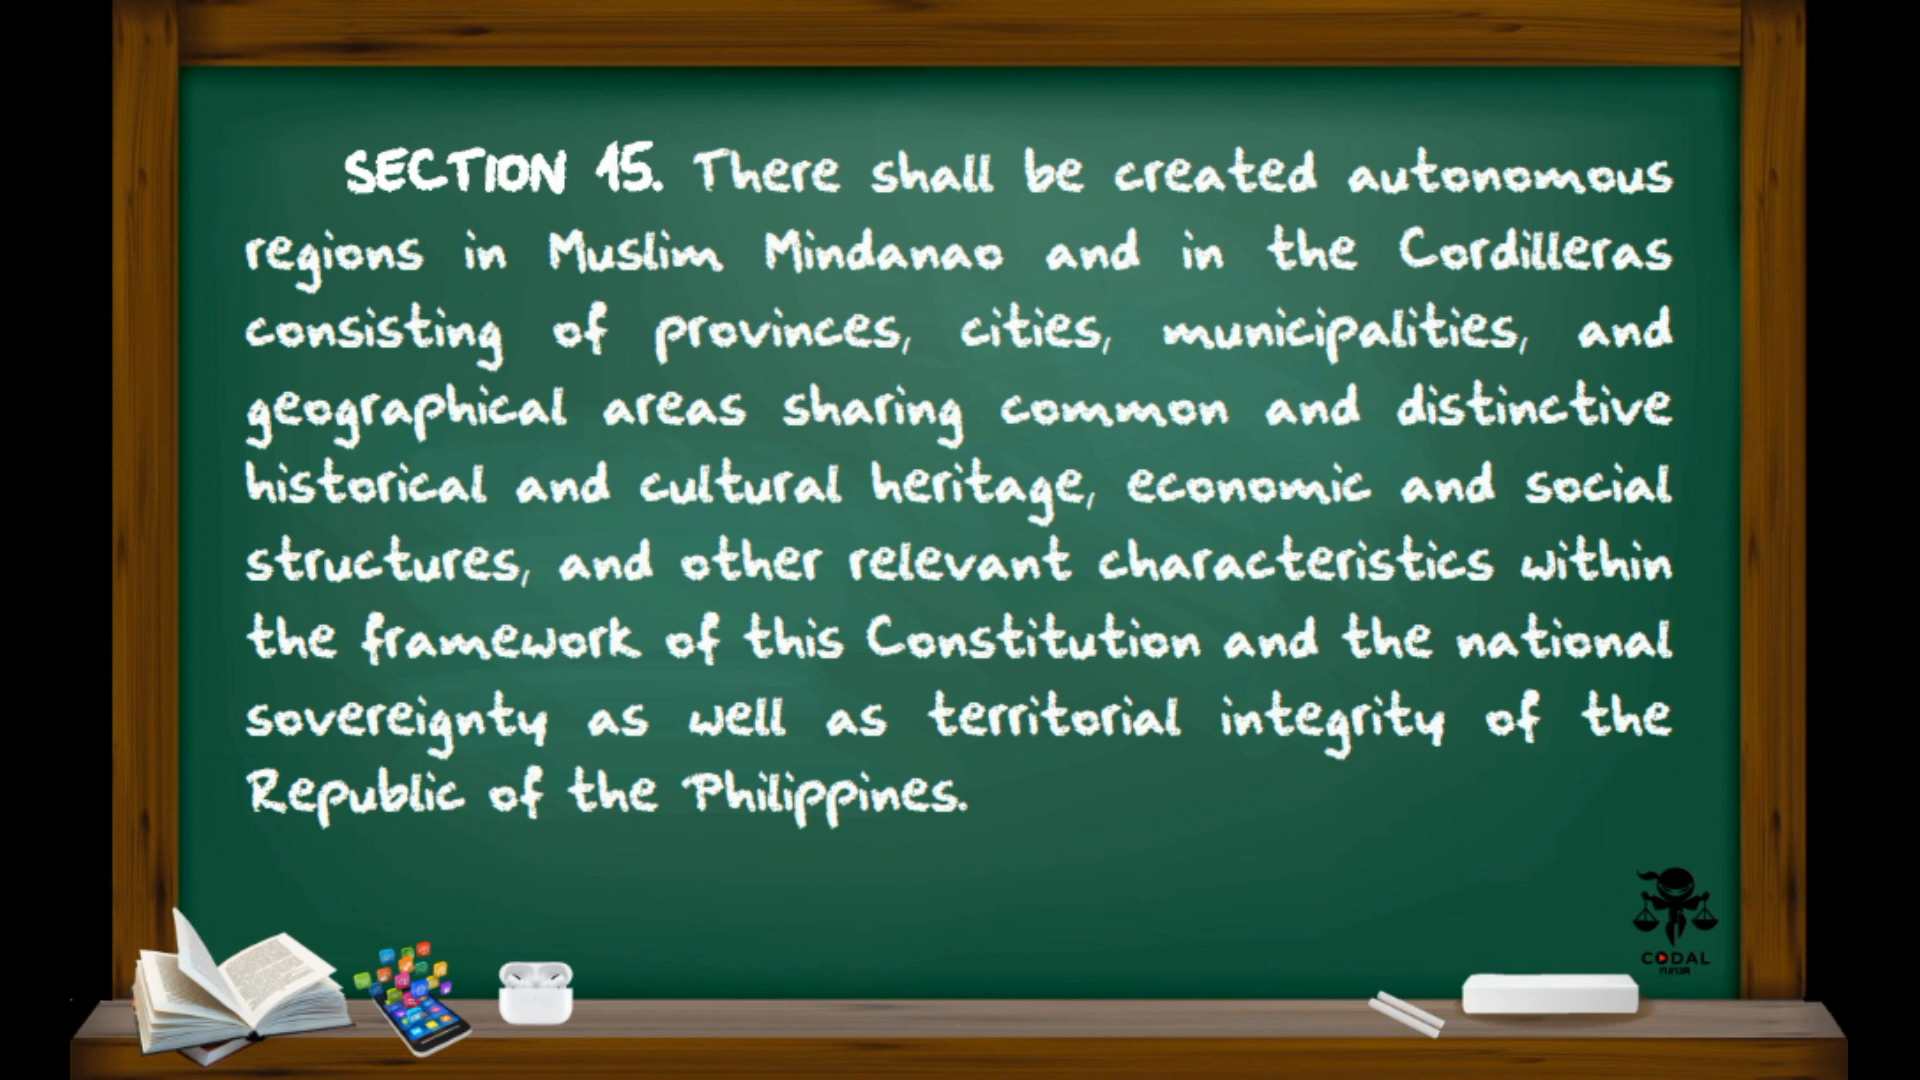 SECTION 15. There shall be created autonomous
regions in Muslim Mindanao and in the Cordilleras
consisting of provinces, cities, municipalities, and
geographical areas sharing common and distinctive
historical and cultural heritage, economic and social
structures, and other relevant characteristics within
the framework of this Constitution and the national
sovereignty as well as territorial integrity of the
Republic of the Philippines.
CODAL
NINJA